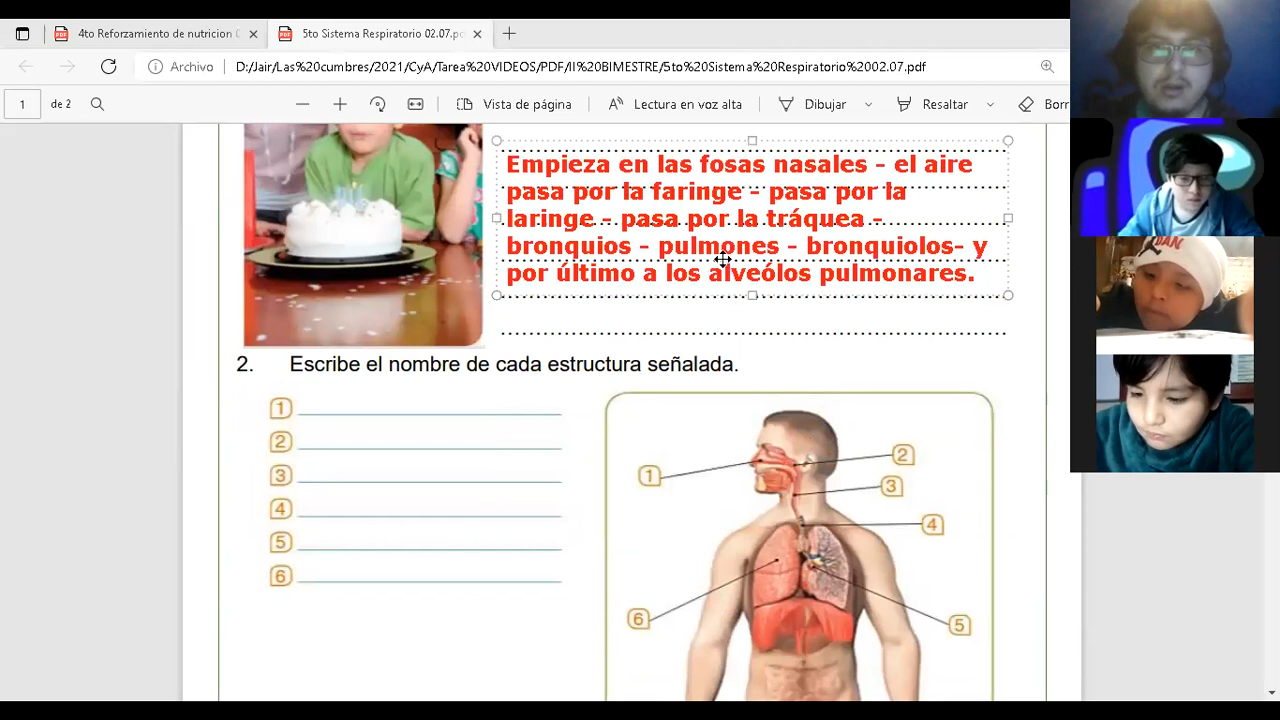 4to Reforzamiento de nutricion (
5to Sistema Respiratorio 02.07.pd
Archivo
D:/Jair/Las%20cumbres/2021/CyA/Tarea%20VIDEOS/PDF/II%20BIMESTRE/5to%20Sistema%20Respiratorio%2002.07.pdf
1 de 2
Vista de página
Lectura en voz alta
Dibujar
Resaltar
Borr
Empieza en las fosas nasales - el aire
pasa por la faringe - pasa por la
laringe - pasa por la tráquea -
bronquios - pulmones - bronquiolos- y
por último a los alveólos pulmonares.
2. Escribe el nombre de cada estructura señalada.
1
2
3
4
5
6
1
2
3
4
5
6